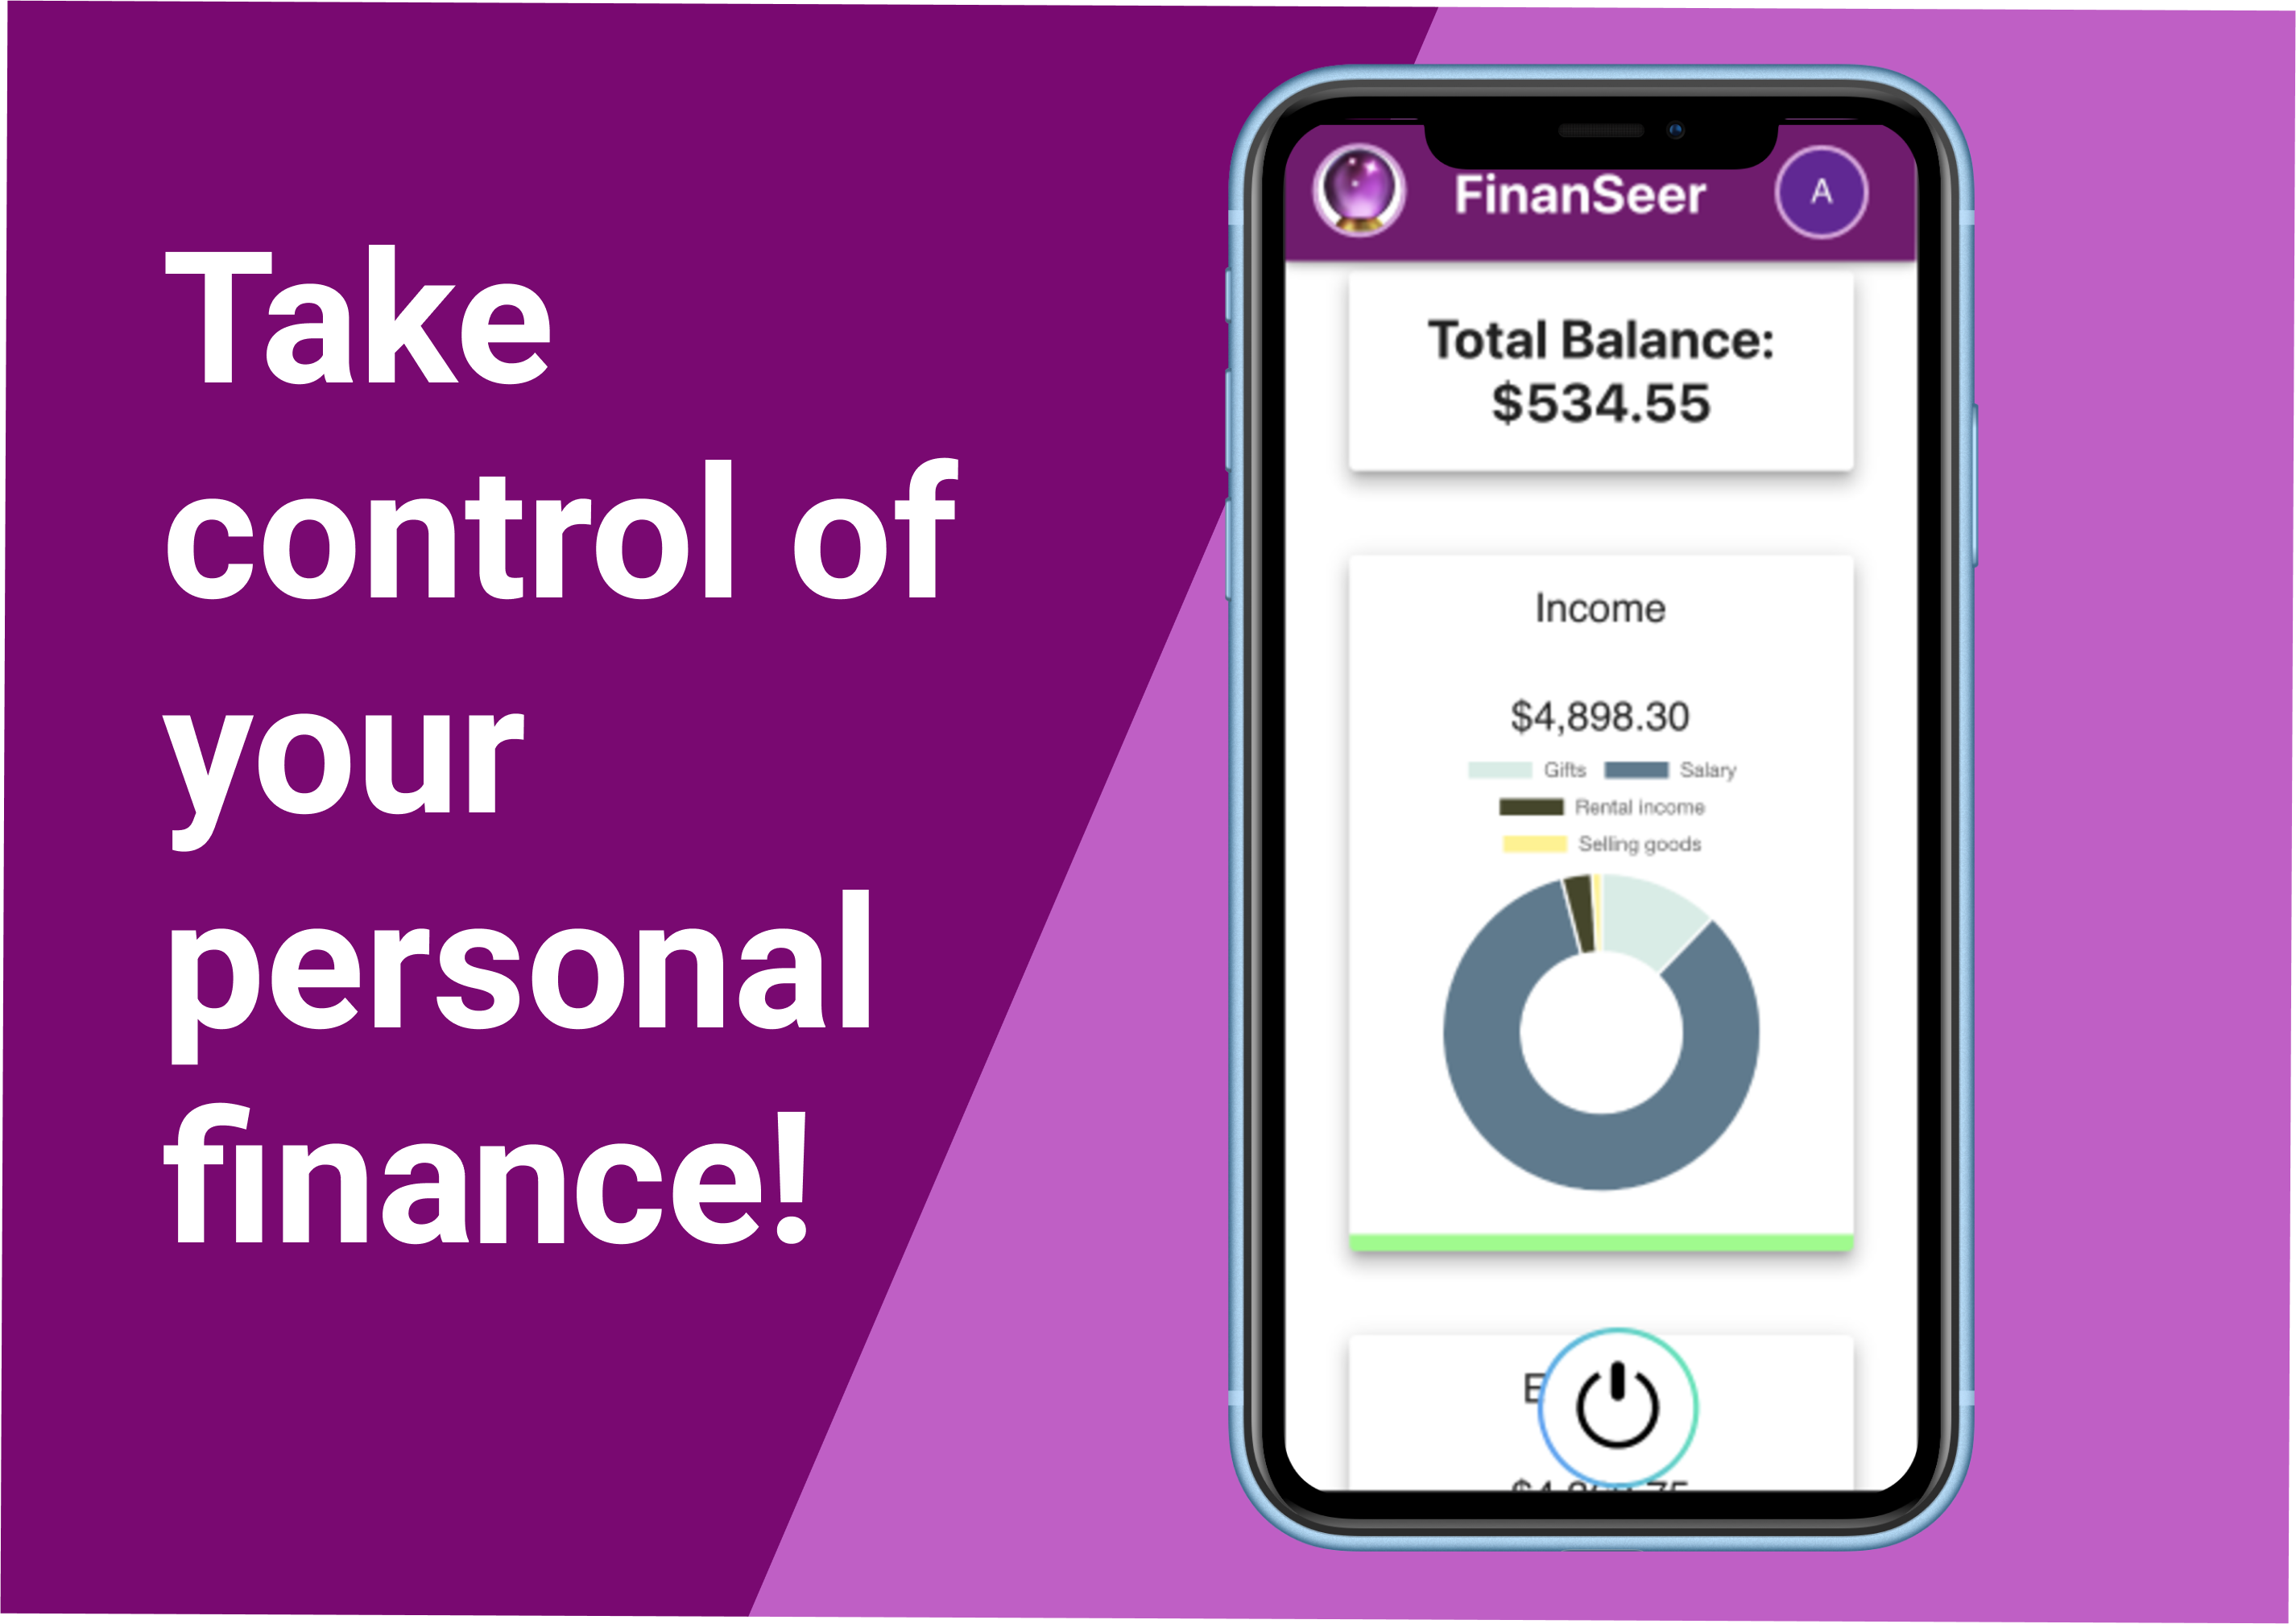 Take
control of
your
personal
finance!
FinanSeer
A
Total Balance:
$534.55
Income
$4,898.30
Gifts Salary
Rental income
Selling goods